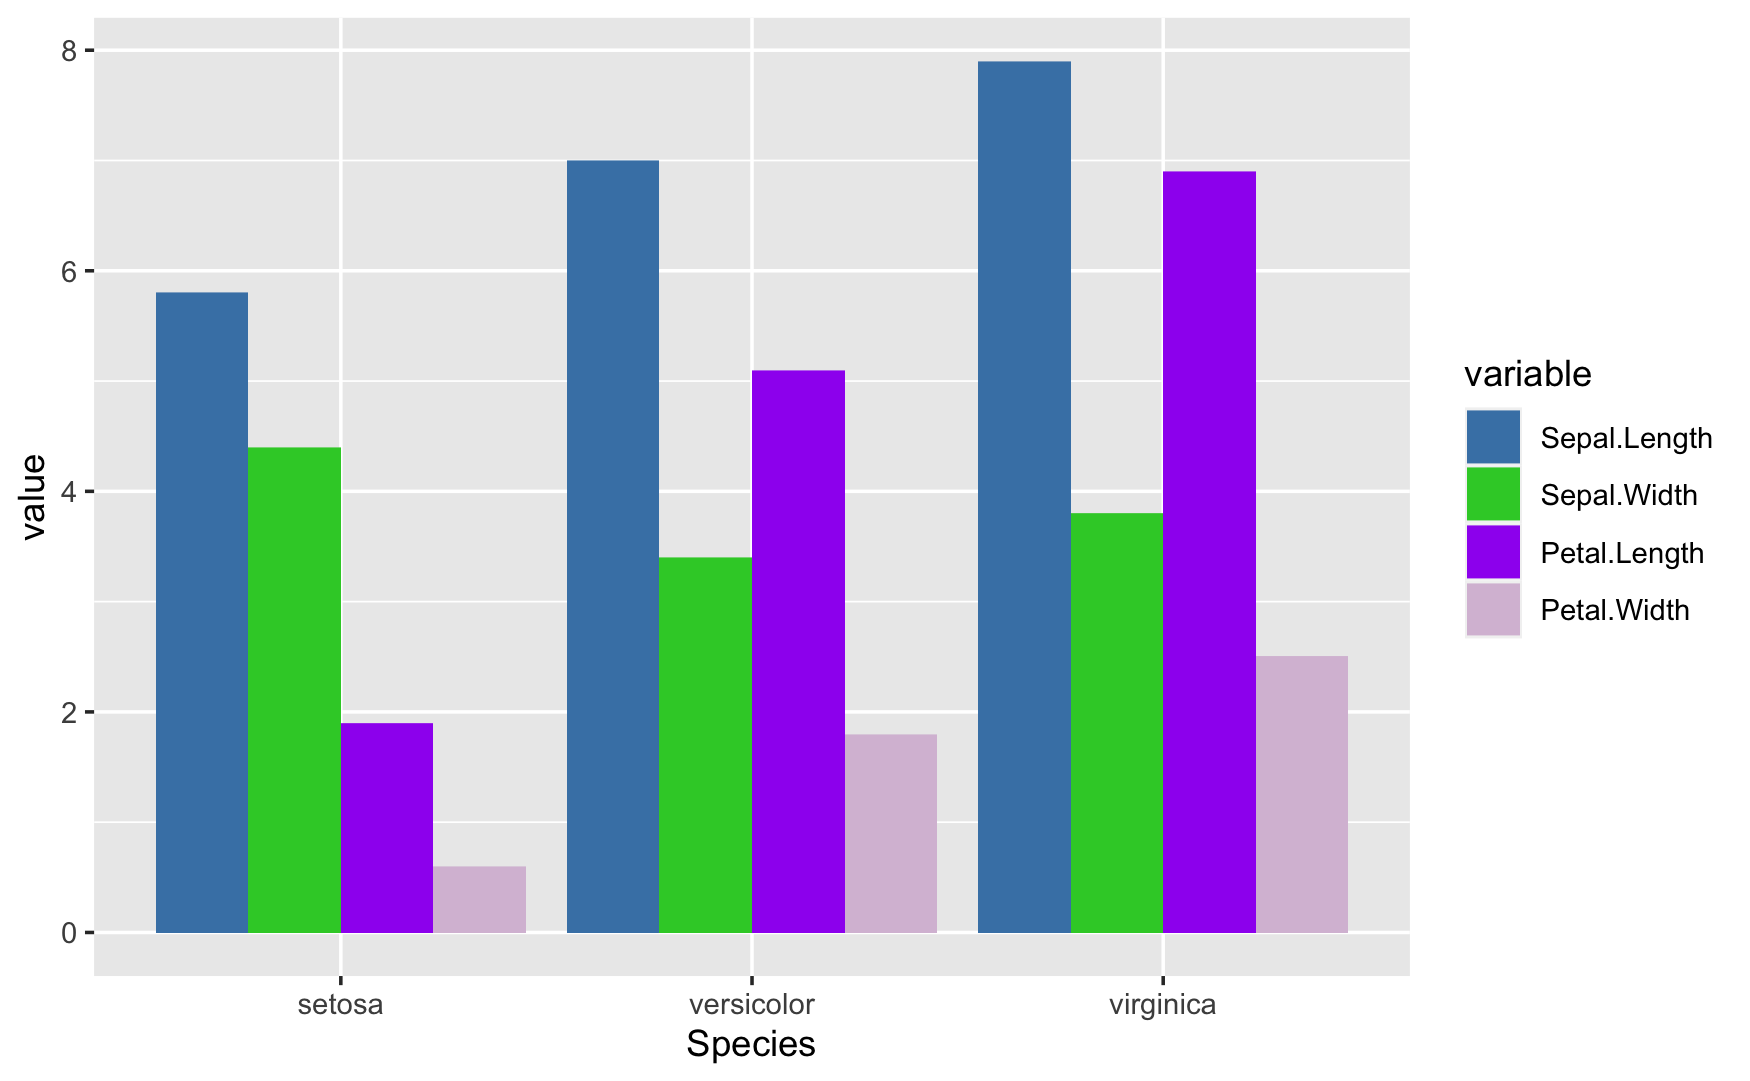 8
6
4
2
0
value
setosa versicolor virginica
Species
variable
Sepal.Length
Sepal.Width
Petal.Length
Petal.Width